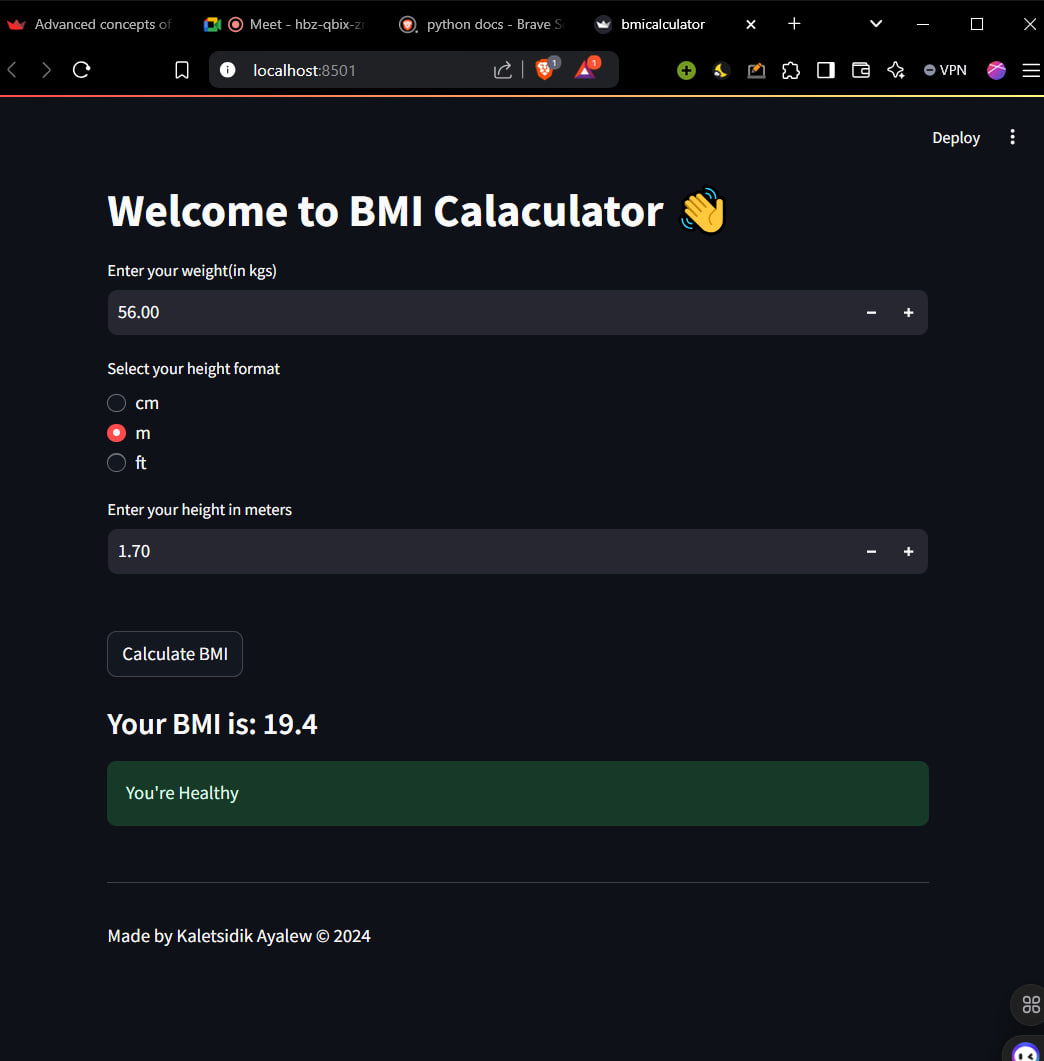 Advanced concepts of
Meet - hbz-qbix-z
python docs - Brave S
bmicalculator
localhost:8501
1
1
VPN
Deploy
Welcome to BMI Calaculator 👋
Enter your weight(in kgs)
56.00
Select your height format
cm
m
ft
Enter your height in meters
1.70
Calculate BMI
Your BMI is: 19.4
You're Healthy
Made by Kaletsidik Ayalew © 2024